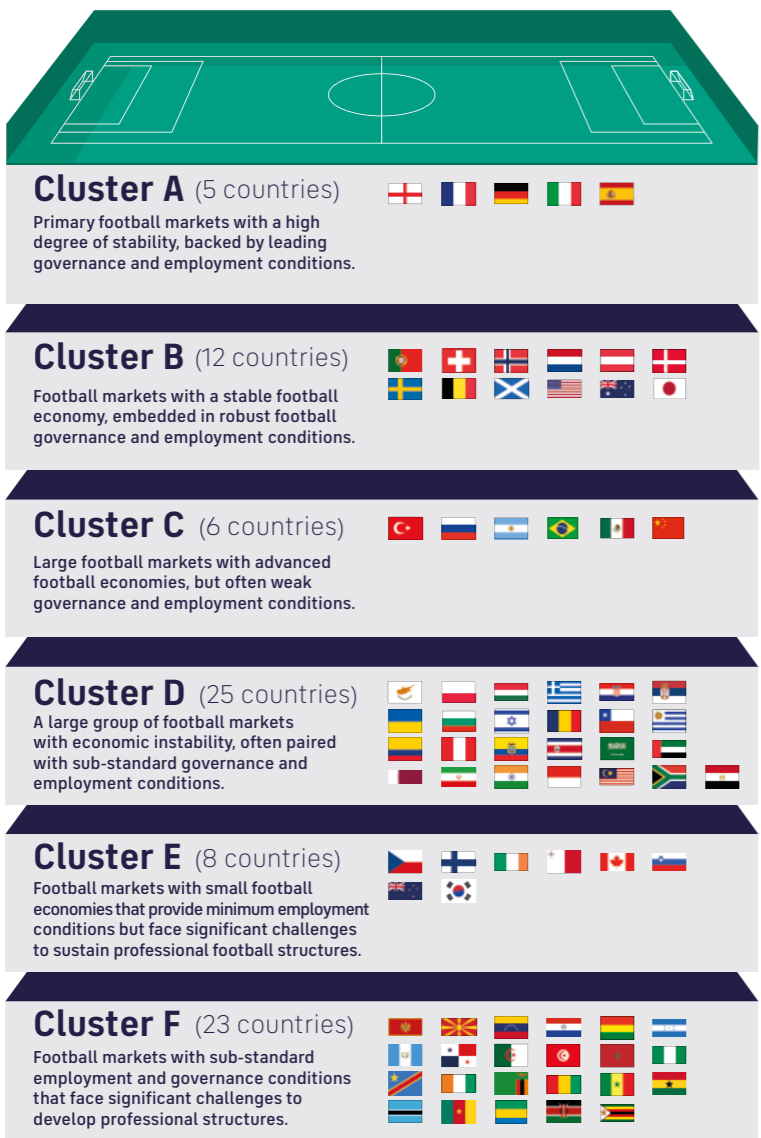 Cluster A (5 countries)
Primary football markets with a high
degree of stability, backed by leading
governance and employment conditions.
Cluster B (12 countries)
Football markets with a stable football
economy, embedded in robust football
governance and employment conditions.
Cluster C (6 countries)
Large football markets with advanced
football economies, but often weak
governance and employment conditions.
Cluster D (25 countries)
A large group of football markets
with economic instability, often paired
with sub-standard governance and
employment conditions.
Cluster E (8 countries)
Football markets with small football
economies that provide minimum employment
conditions but face significant challenges
to sustain professional football structures.
Cluster F (23 countries)
Football markets with sub-standard
employment and governance conditions
that face significant challenges to
develop professional structures.